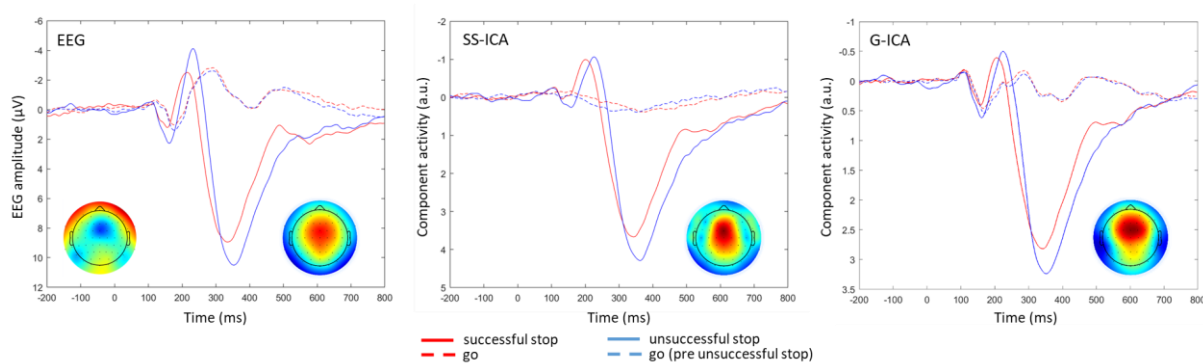 EEG
EEG amplitude (µV)
-6
-4
-2
0
2
4
6
8
10
12
-200 -100 0 100 200 300 400 500 600 700 800
Time (ms)
SS-ICA
Component activity (a.u.)
-2
-1
0
1
2
3
4
5
-200 -100 0 100 200 300 400 500 600 700 800
Time (ms)
G-ICA
Component activity (a.u.)
-1
-0.5
0
0.5
1
1.5
2
2.5
3
3.5
-200 -100 0 100 200 300 400 500 600 700 800
Time (ms)
successful stop
go
unsuccessful stop
go (pre unsuccessful stop)